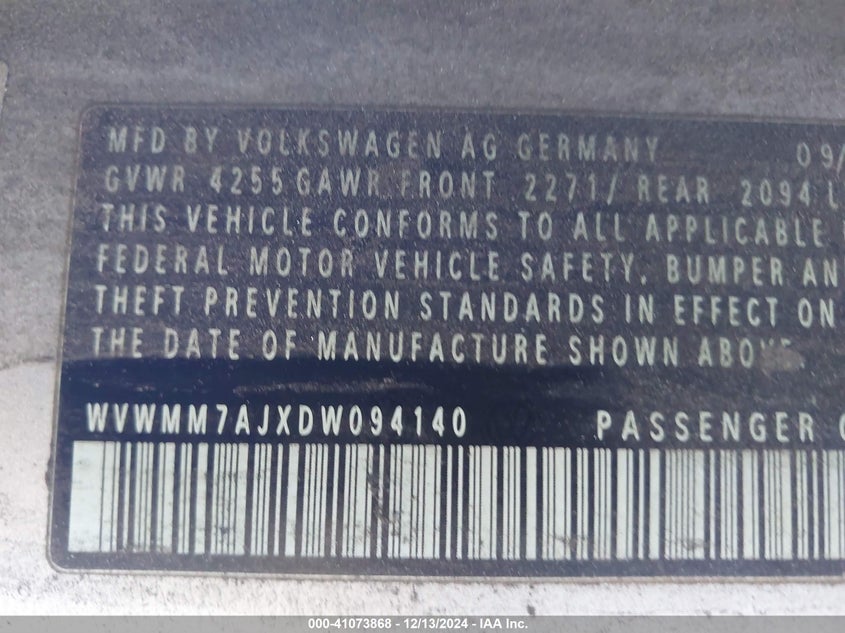 MFD BY VOLKSWAGEN AG GERMANY 09/
GVWR 4255 GAWR FRONT 2271/ REAR 2094 L
THIS VEHICLE CONFORMS TO ALL APPLICABLE
FEDERAL MOTOR VEHICLE SAFETY, BUMPER AN
THEFT PREVENTION STANDARDS IN EFFECT ON
THE DATE OF MANUFACTURE SHOWN ABOVE.
WVWMM7AJXDW094140 PASSENGER
000-41073868 - 12/13/2024 - IAA Inc.